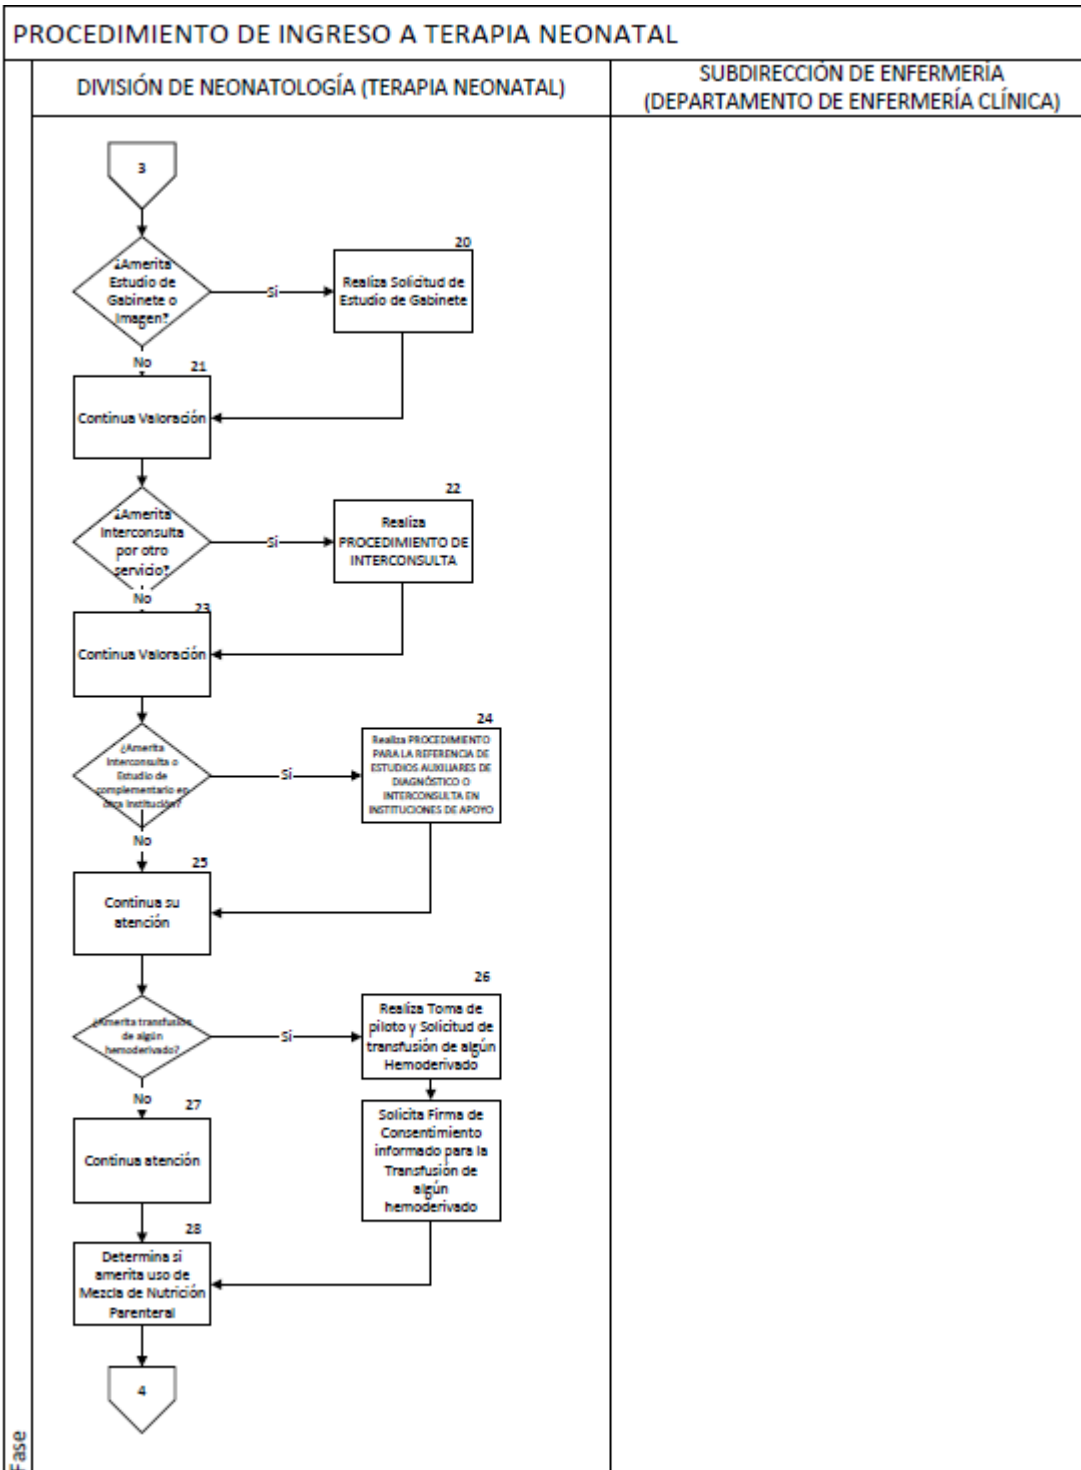 PROCEDIMIENTO DE INGRESO A TERAPIA NEONATAL
DIVISIÓN DE NEONATOLOGÍA (TERAPIA NEONATAL)
SUBDIRECCIÓN DE ENFERMERÍA
(DEPARTAMENTO DE ENFERMERÍA CLÍNICA)
3
¿Amerita
Estudio de
Gabinete o
Imagen?
Si
20
Realiza Solicitud de
Estudio de Gabinete
No
21
Continua Valoración
¿Amerita
Interconsulta
por otro
servicio?
Si
22
Realiza
PROCEDIMIENTO DE
INTERCONSULTA
No
23
Continua Valoración
¿Amerita
Interconsulta o
Estudio de
complementario en
otra Institución?
Si
24
Realiza PROCEDIMIENTO
PARA LA REFERENCIA DE
ESTUDIOS AUXILIARES DE
DIAGNÓSTICO O
INTERCONSULTA EN
INSTITUCIONES DE APOYO
No
25
Continua su
atención
¿Amerita transfusión
de algún
hemoderivado?
Si
26
Realiza Toma de
piloto y Solicitud de
transfusión de algún
Hemoderivado
No
27
Continua atención
Solicita Firma de
Consentimiento
informado para la
Transfusión de
algún
hemoderivado
28
Determina si
amerita uso de
Mezcla de Nutrición
Parenteral
4
Fase